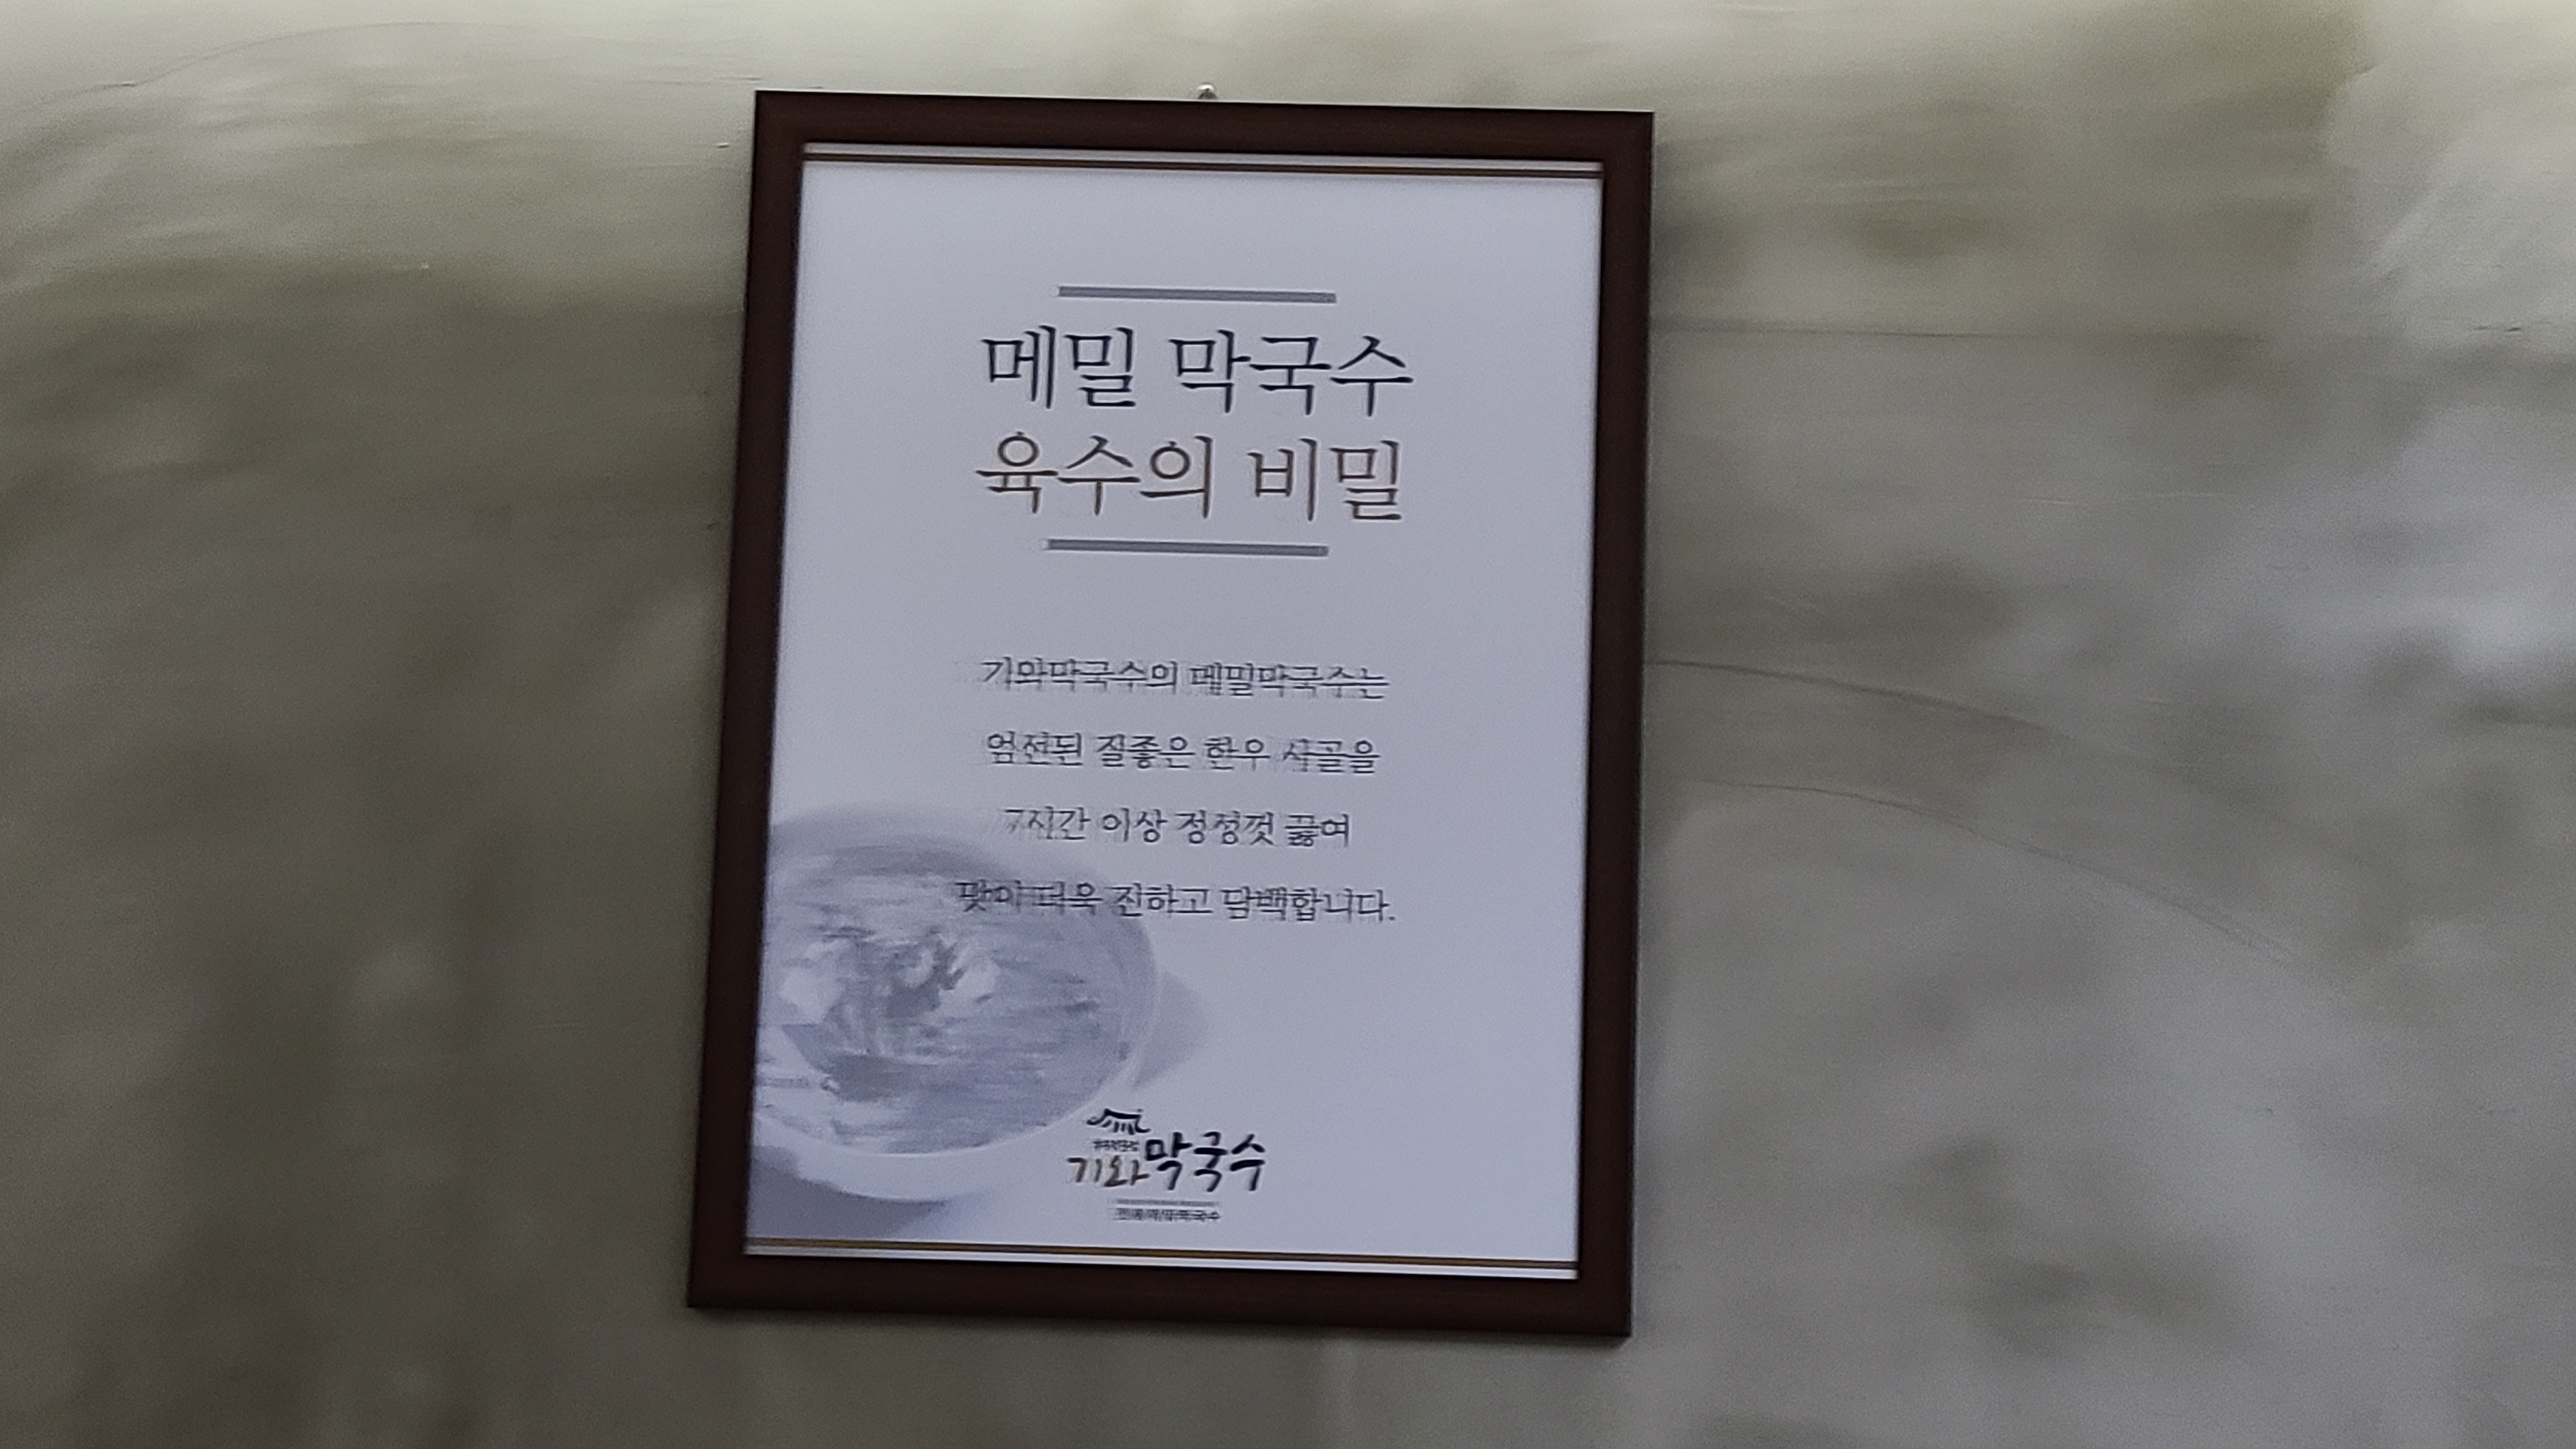 메밀 막국수
육수의 비밀
기와막국수의 메밀막국수는
엄선된 질좋은 한우 사골을
7시간 이상 정성껏 끓여
맛이 더욱 진하고 담백합니다.
기와막국수